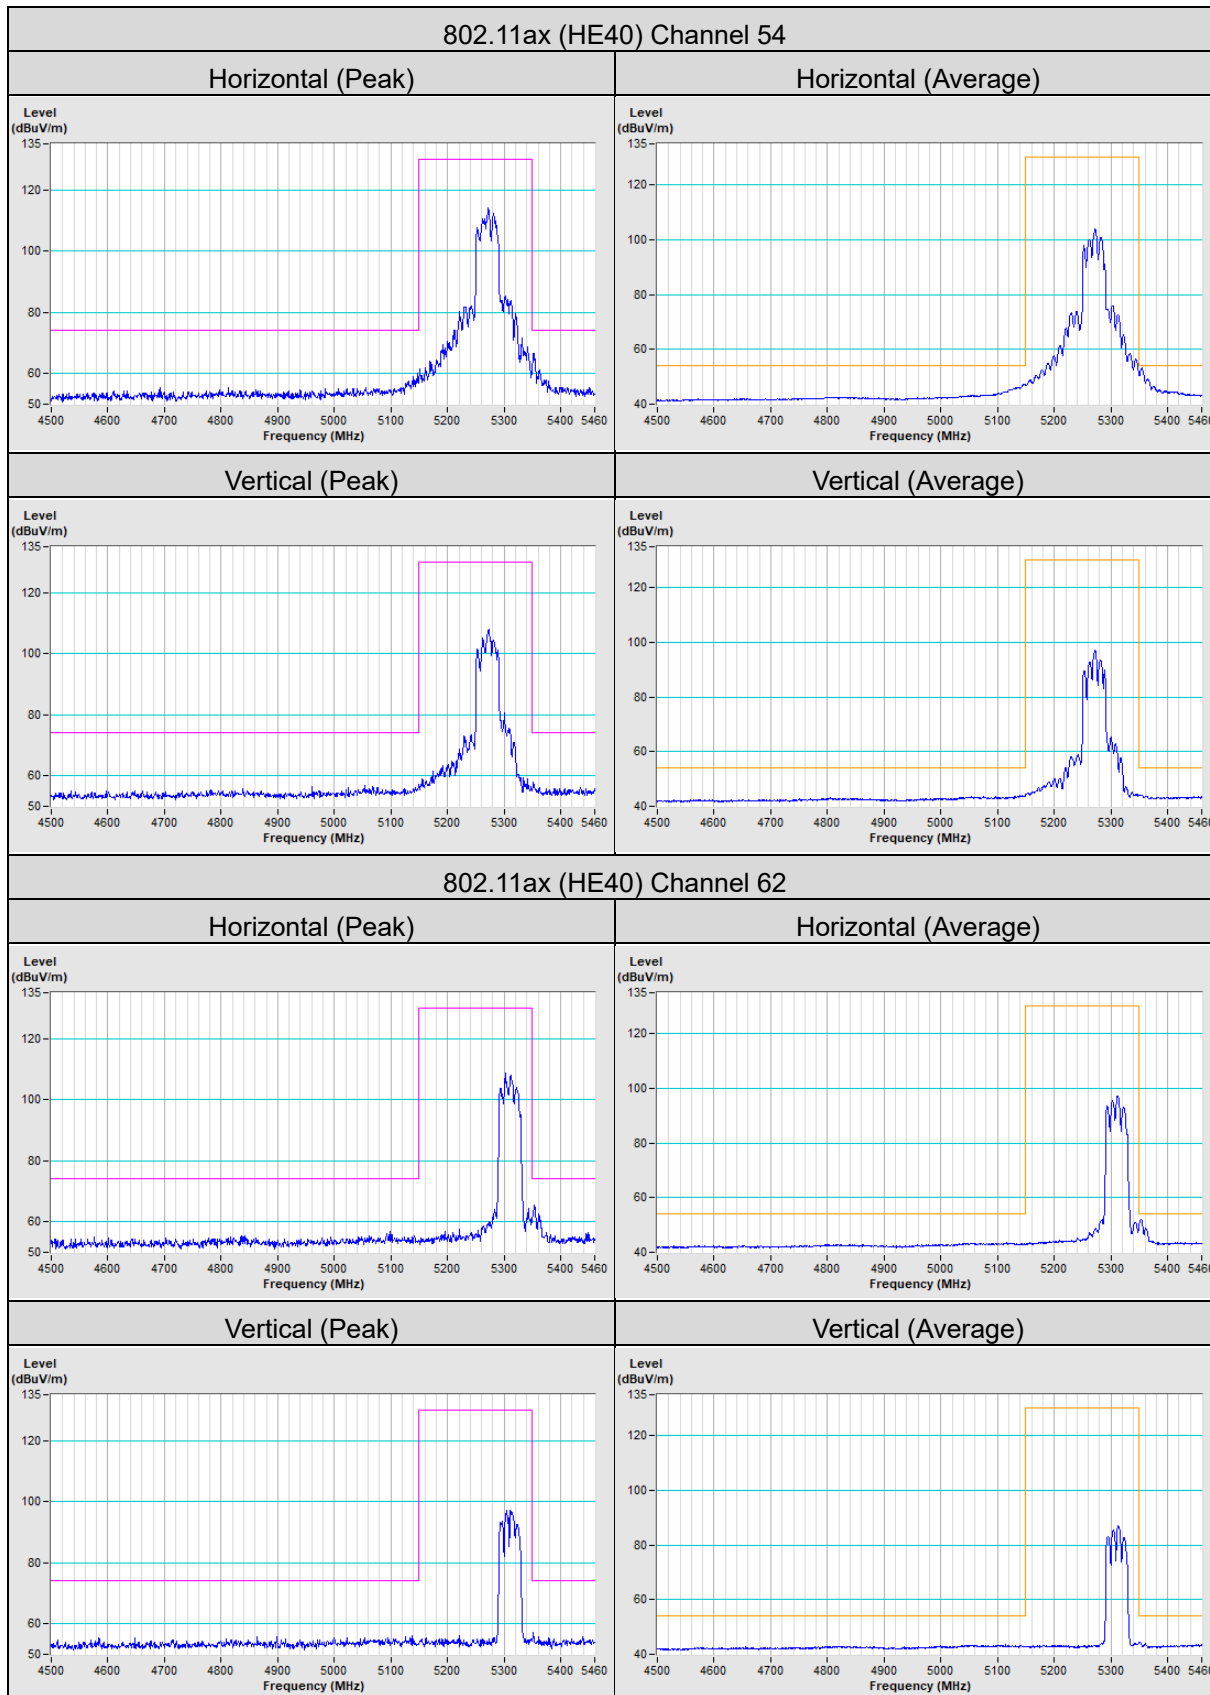 802.11ax (HE40) Channel 54
Horizontal (Peak)
Horizontal (Average)
Level
(dBuV/m)
135
120
100
80
60
50
4500 4600 4700 4800 4900 5000 5100 5200 5300 5400 5460
Frequency (MHz)
Level
(dBuV/m)
135
120
100
80
60
40
4500 4600 4700 4800 4900 5000 5100 5200 5300 5400 5460
Frequency (MHz)
Vertical (Peak)
Vertical (Average)
Level
(dBuV/m)
135
120
100
80
60
50
4500 4600 4700 4800 4900 5000 5100 5200 5300 5400 5460
Frequency (MHz)
Level
(dBuV/m)
135
120
100
80
60
40
4500 4600 4700 4800 4900 5000 5100 5200 5300 5400 5460
Frequency (MHz)
802.11ax (HE40) Channel 62
Horizontal (Peak)
Horizontal (Average)
Level
(dBuV/m)
135
120
100
80
60
50
4500 4600 4700 4800 4900 5000 5100 5200 5300 5400 5460
Frequency (MHz)
Level
(dBuV/m)
135
120
100
80
60
40
4500 4600 4700 4800 4900 5000 5100 5200 5300 5400 5460
Frequency (MHz)
Vertical (Peak)
Vertical (Average)
Level
(dBuV/m)
135
120
100
80
60
50
4500 4600 4700 4800 4900 5000 5100 5200 5300 5400 5460
Frequency (MHz)
Level
(dBuV/m)
135
120
100
80
60
40
4500 4600 4700 4800 4900 5000 5100 5200 5300 5400 5460
Frequency (MHz)